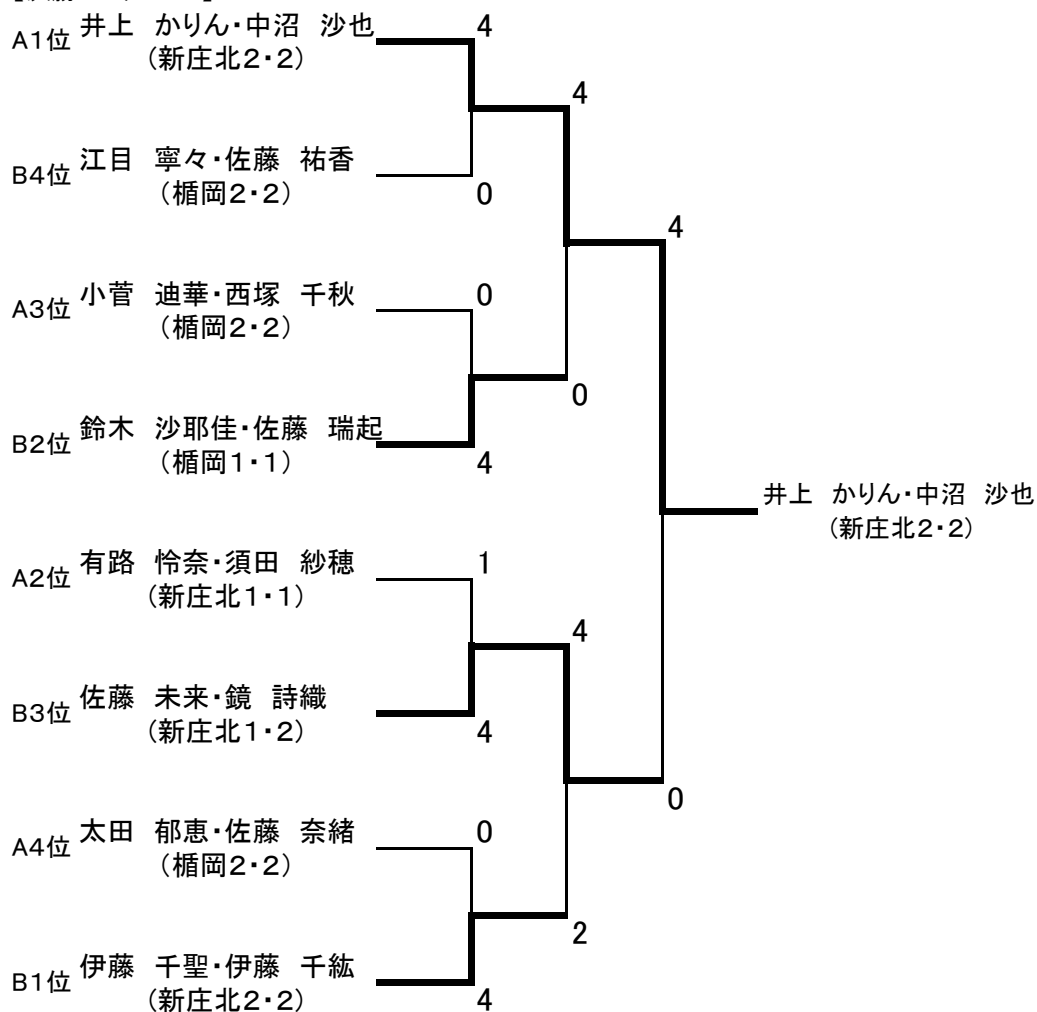 A1位 井上　かりん・中沼　沙也
(新庄北2・2)
4
4
B4位 江目　寧々・佐藤　祐香
(楯岡2・2)
0
4
A3位 小菅　迪華・西塚　千秋
(楯岡2・2)
0
0
B2位 鈴木　沙耶佳・佐藤　瑞起
(楯岡1・1)
4
井上　かりん・中沼　沙也
(新庄北2・2)
A2位 有路　怜奈・須田　紗穂
(新庄北1・1)
1
4
B3位 佐藤　未来・鏡　詩織
(新庄北1・2)
4
0
A4位 太田　郁恵・佐藤　奈緒
(楯岡2・2)
0
2
B1位 伊藤　千聖・伊藤　千紘
(新庄北2・2)
4